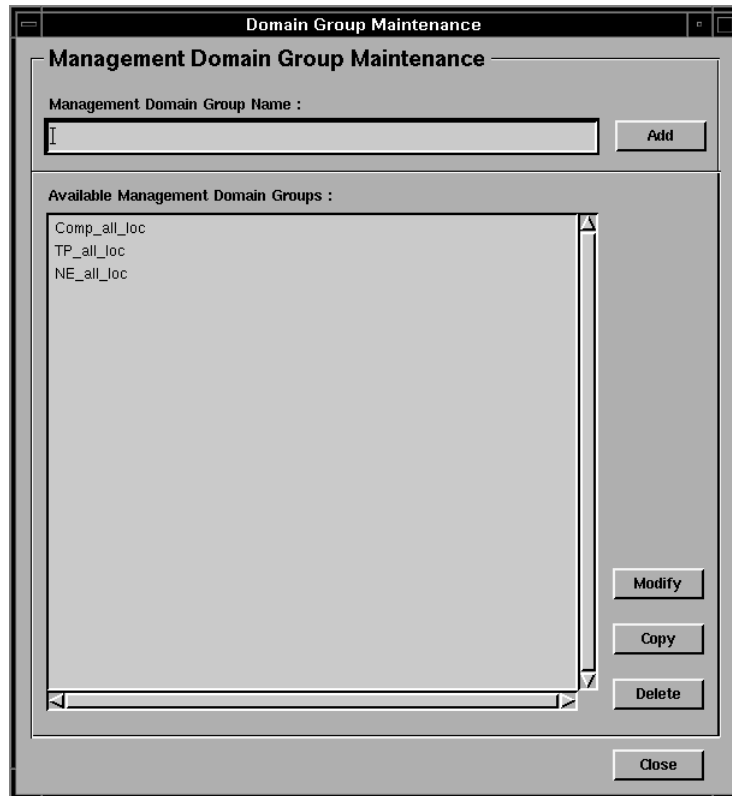 Domain Group Maintenance
Management Domain Group Maintenance
Management Domain Group Name :
Add
Available Management Domain Groups :
Comp_all_loc
TP_all_loc
NE_all_loc
Modify
Copy
Delete
Close